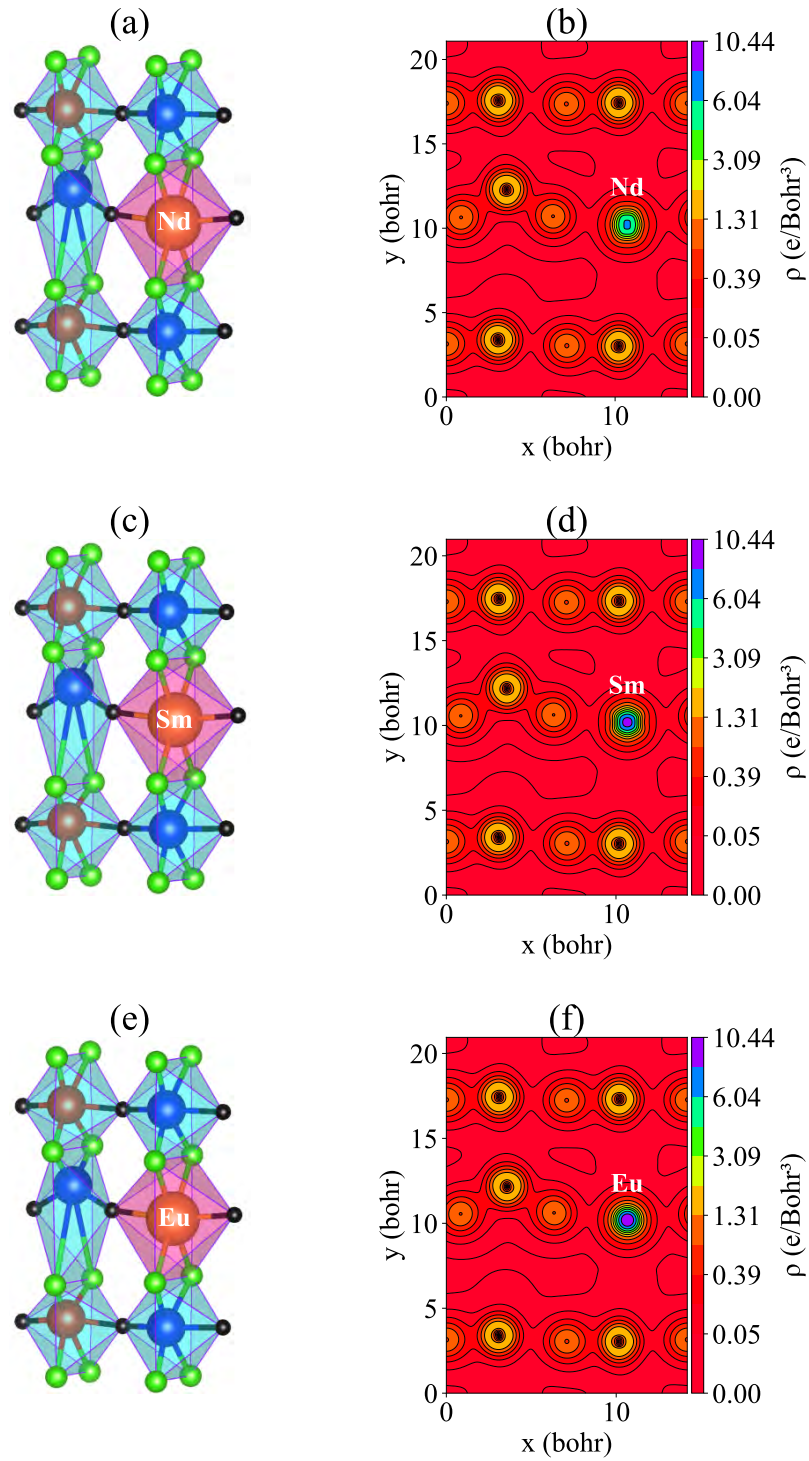 (a)
(b)
Nd
20
15
10
5
0
y (bohr)
Nd
0
10
x (bohr)
10.44
6.04
3.09
1.31
0.39
0.05
0.00
ρ (e/Bohr³)
(c)
(d)
Sm
20
15
10
5
0
y (bohr)
Sm
0
10
x (bohr)
10.44
6.04
3.09
1.31
0.39
0.05
0.00
ρ (e/Bohr³)
(e)
(f)
Eu
20
15
10
5
0
y (bohr)
Eu
0
10
x (bohr)
10.44
6.04
3.09
1.31
0.39
0.05
0.00
ρ (e/Bohr³)